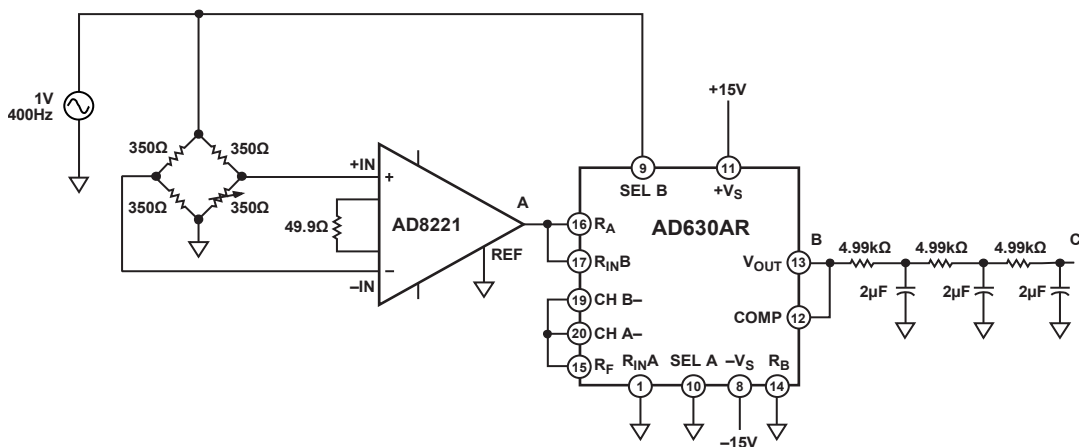 1V
400Hz
350Ω
350Ω
350Ω
350Ω
+IN
+
49.9Ω
AD8221
REF
–
–IN
A
+15V
9
SEL B
11
+VS
AD630AR
16
RA
17
RINB
19
CH B–
20
CH A–
15
RF
B
VOUT
13
COMP
12
RINA
1
SEL A
10
–VS
8
RB
14
–15V
4.99kΩ
4.99kΩ
4.99kΩ
C
2µF
2µF
2µF